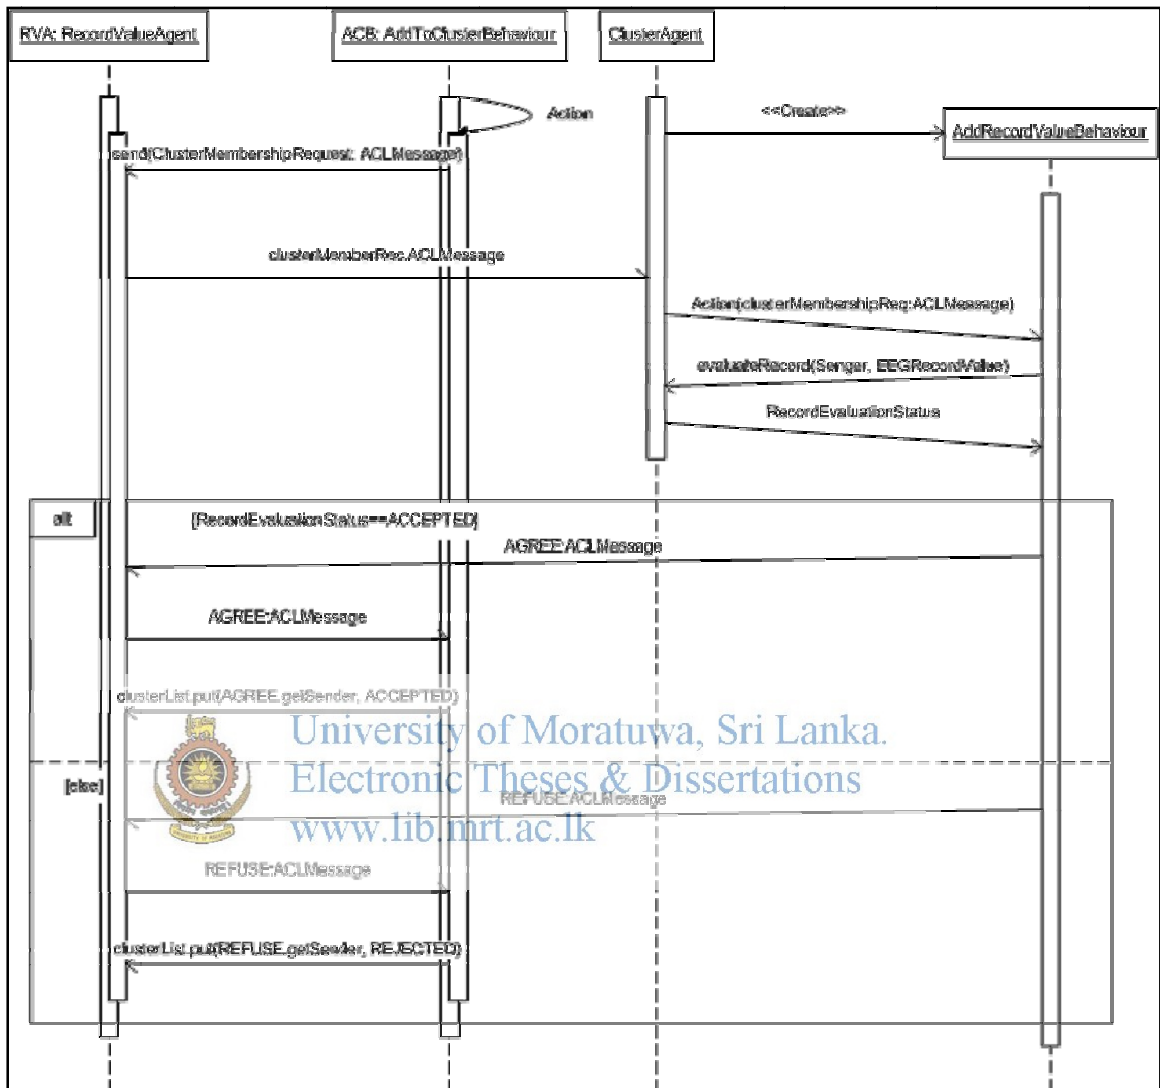 RVA: RecordValueAgent
ACB: AddToClusterBehaviour
ClusterAgent
Action
<<Create>>
AddRecordValueBehaviour
send(ClusterMembershipRequest: ACLMessage)
clusterMemberRec.ACLMessage
Action(clusterMembershipReq:ACLMessage)
evaluateRecord(Senger, EEGRecordValue)
RecordEvaluationStatus
alt
[RecordEvaluationStatus==ACCEPTED]
AGREE:ACLMessage
AGREE:ACLMessage
clusterList.put(AGREE.getSender, ACCEPTED)
University of Moratuwa, Sri Lanka.
[else]
Electronic Theses & Dissertations
REFUSE:ACLMessage
www.lib.mrt.ac.lk
REFUSE:ACLMessage
clusterList.put(REFUSE.getSender, REJECTED)